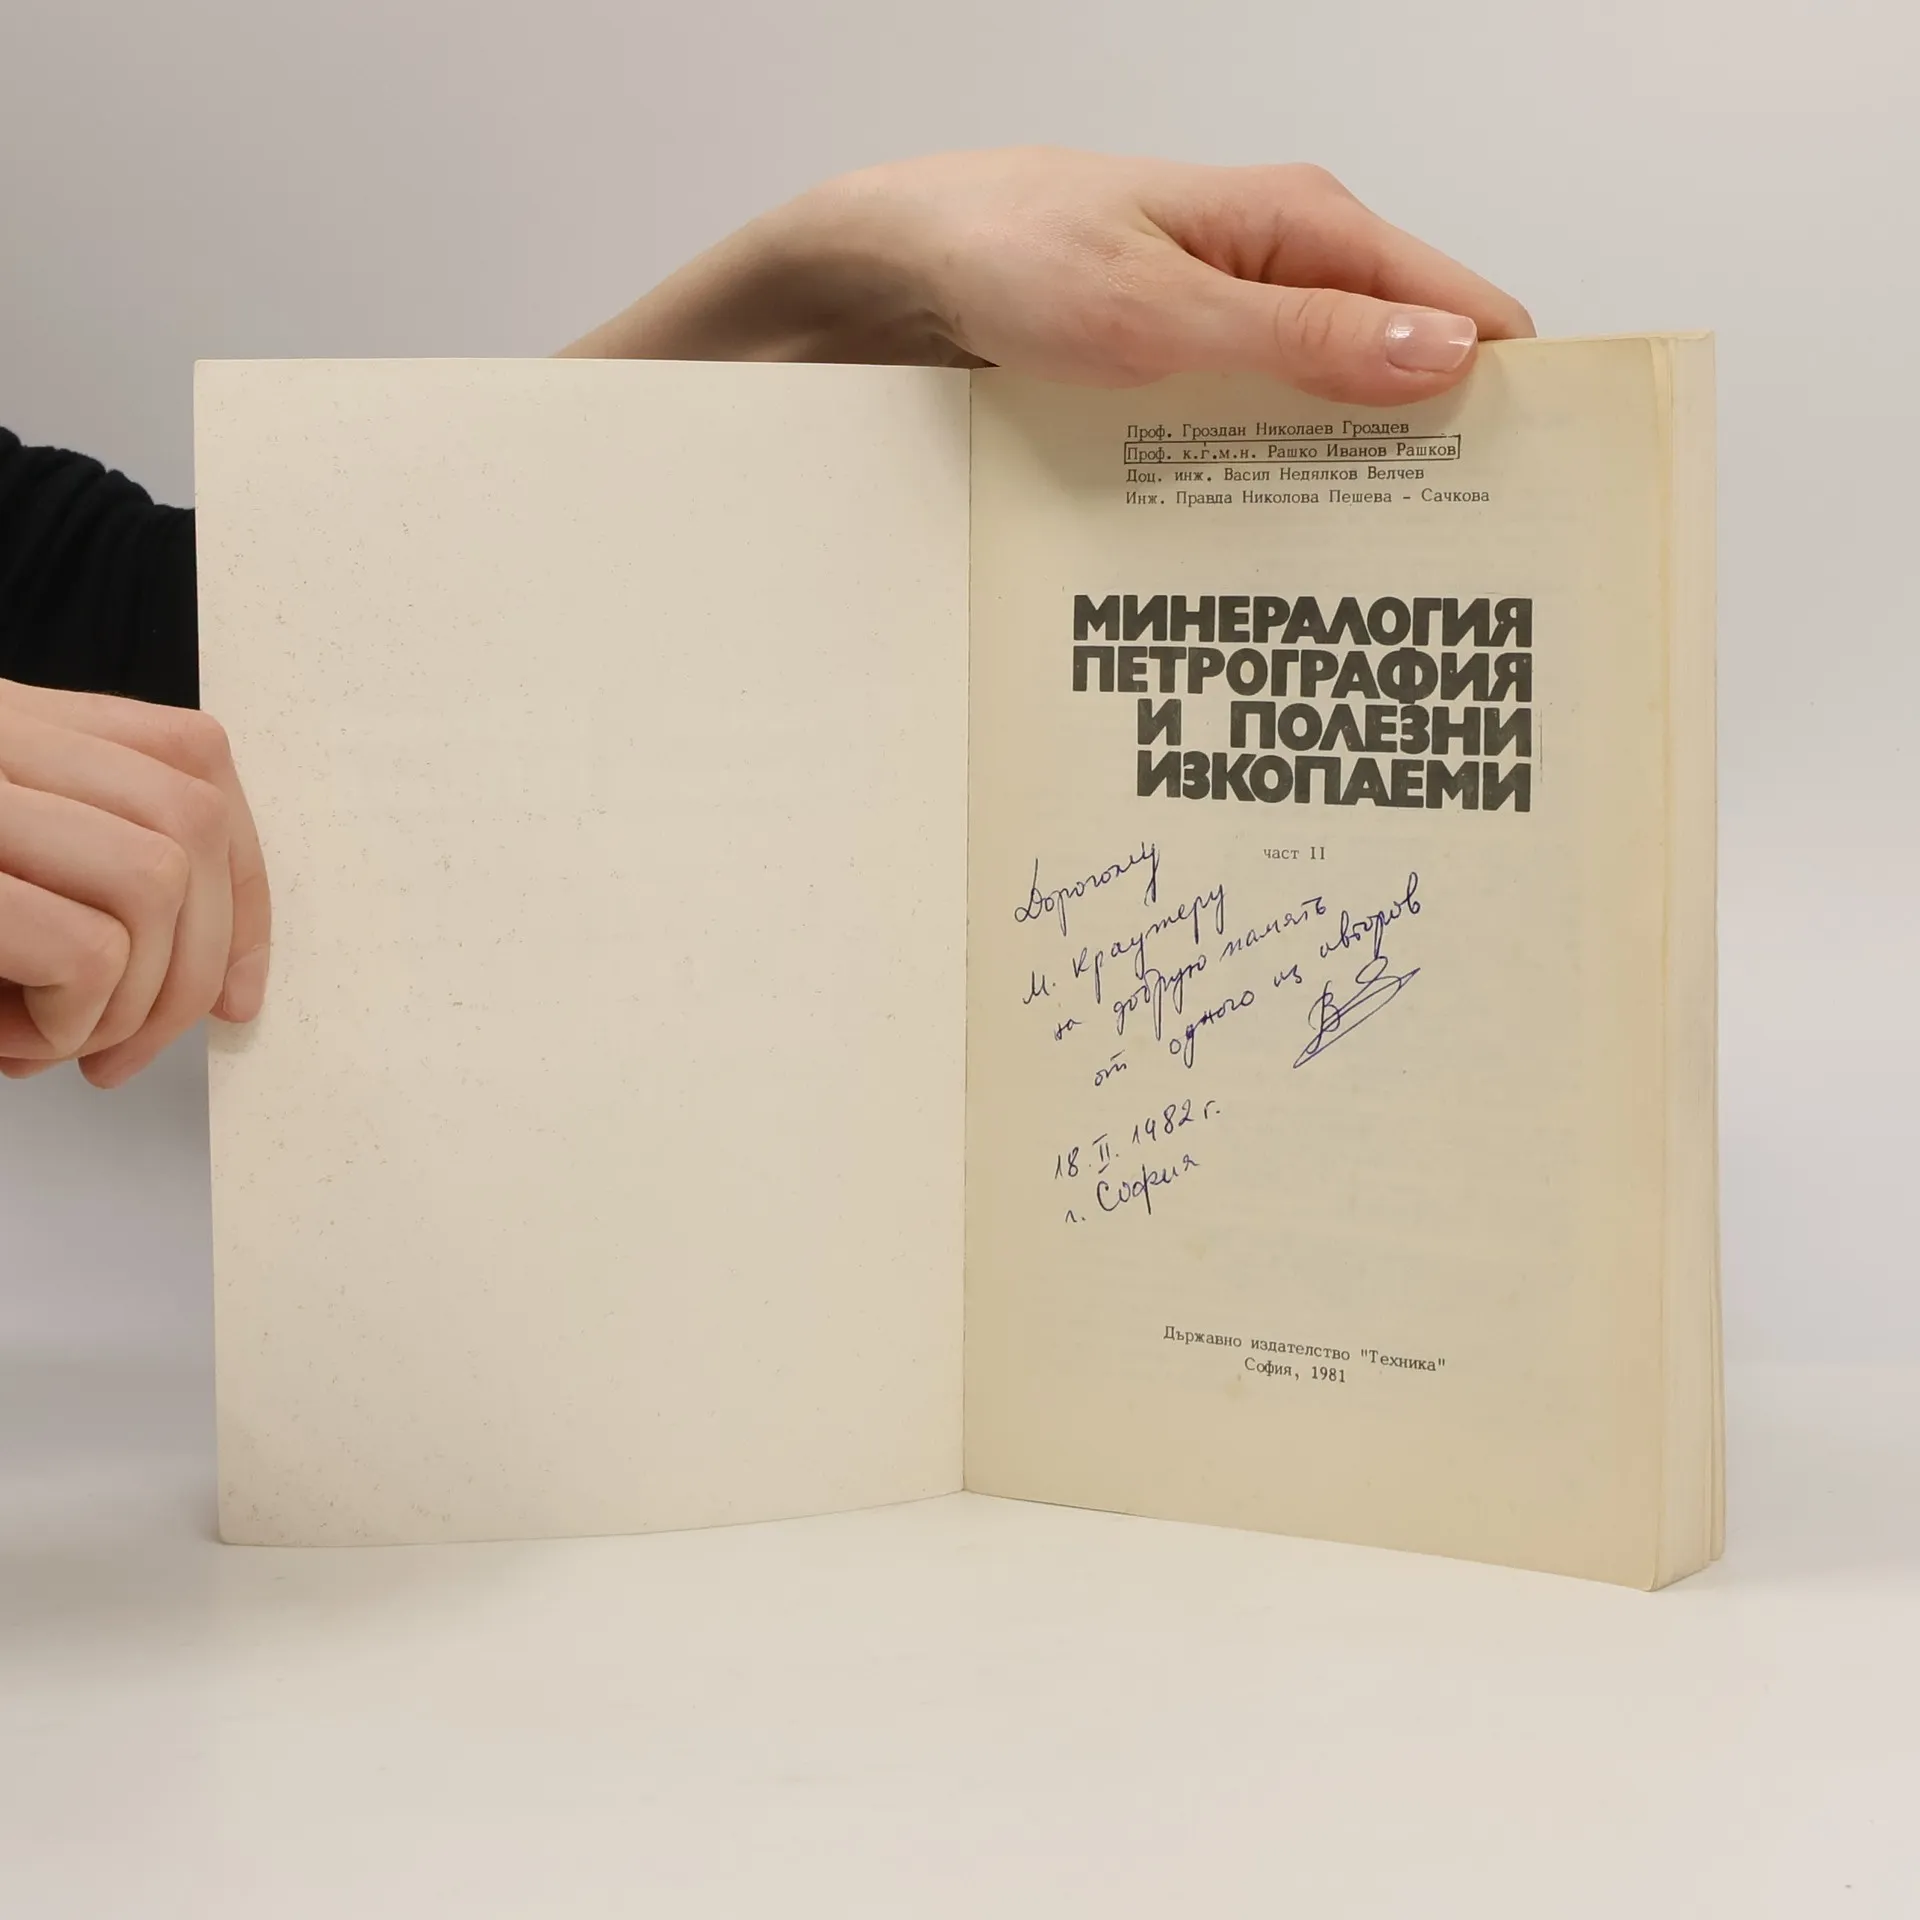 Проф. Гроздан Николаев Гроздев
Проф. к.г.м.н. Рашко Иванов Рашков
Доц. инж. Васил Недялков Велчев
Инж. Правда Николова Пешева - Сачкова
МИНЕРАЛОГИЯ
ПЕТРОГРАФИЯ
И ПОЛЕЗНИ
ИЗКОПАЕМИ
част II
Дорогому
М. Краутеру
на добрую память
от одного из авторов
18.II.1982 г.
г. София
Държавно издателство "Техника"
София, 1981